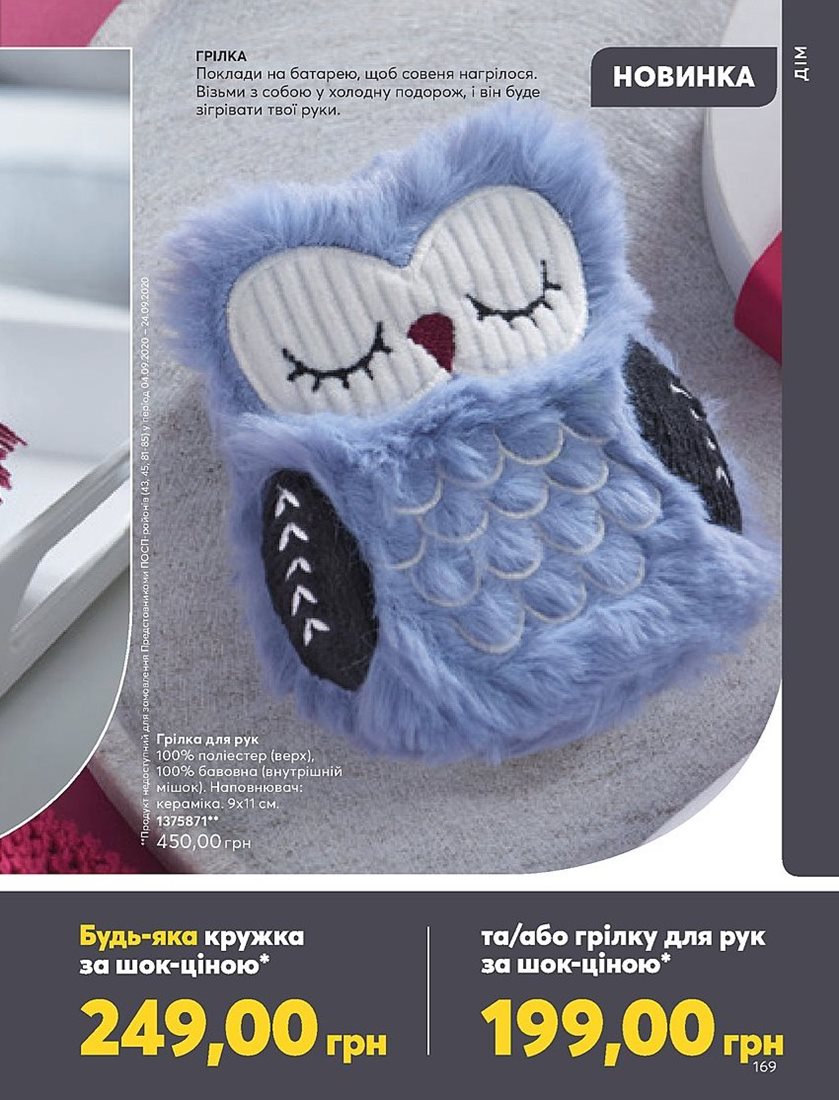 ГРІЛКА
Поклади на батарею, щоб совеня нагрілося.
Візьми з собою у холодну подорож, і він буде
зігрівати твої руки.
НОВИНКА
ДІМ
**Продукт недоступний для замовлення Представниками ПОСП-районів (43, 45, 81-85) у період 04.09.2020 – 24.09.2020
Грілка для рук
100% поліестер (верх),
100% бавовна (внутрішній
мішок). Наповнювач:
кераміка. 9х11 см.
1375871**
450,00 грн
Будь-яка кружка
за шок-ціною*
249,00 грн
та/або грілку для рук
за шок-ціною*
199,00 грн
169